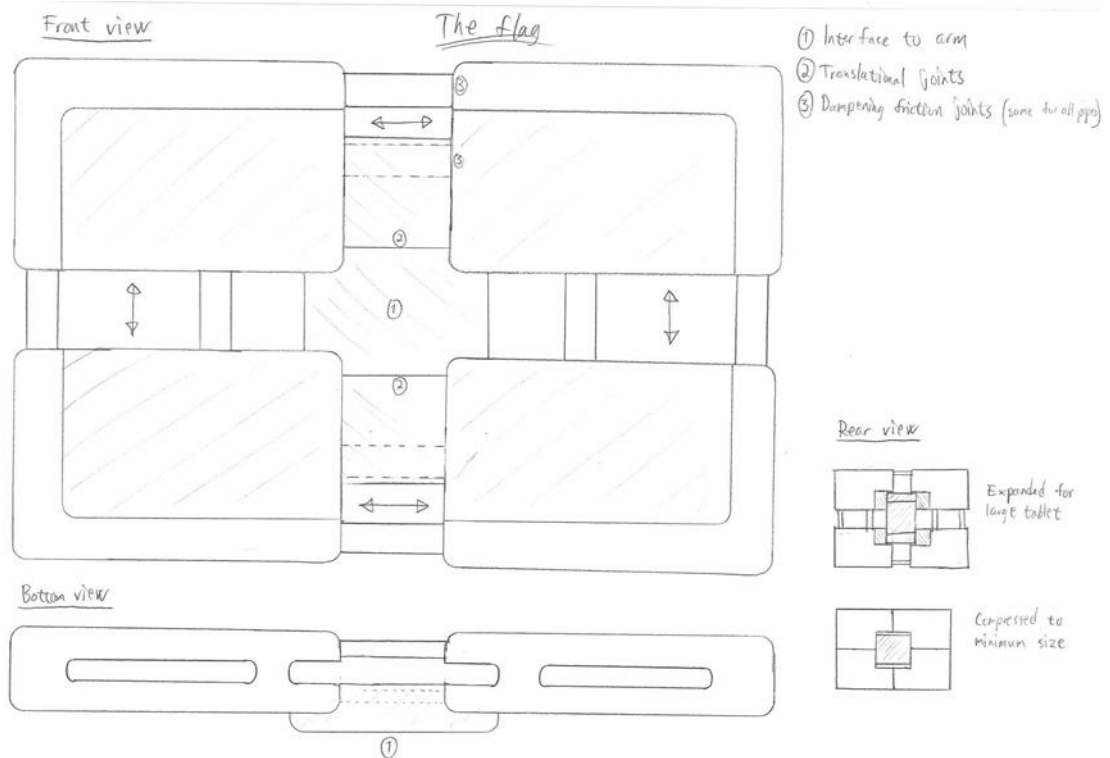 Front view
The flag
① Interface to arm
② Translational joints
③ Dampening friction joints (same for all pipes)
③
③
②
①
②
Rear view
Expanded for
large tablet
Bottom view
Compressed to
minimum size
①